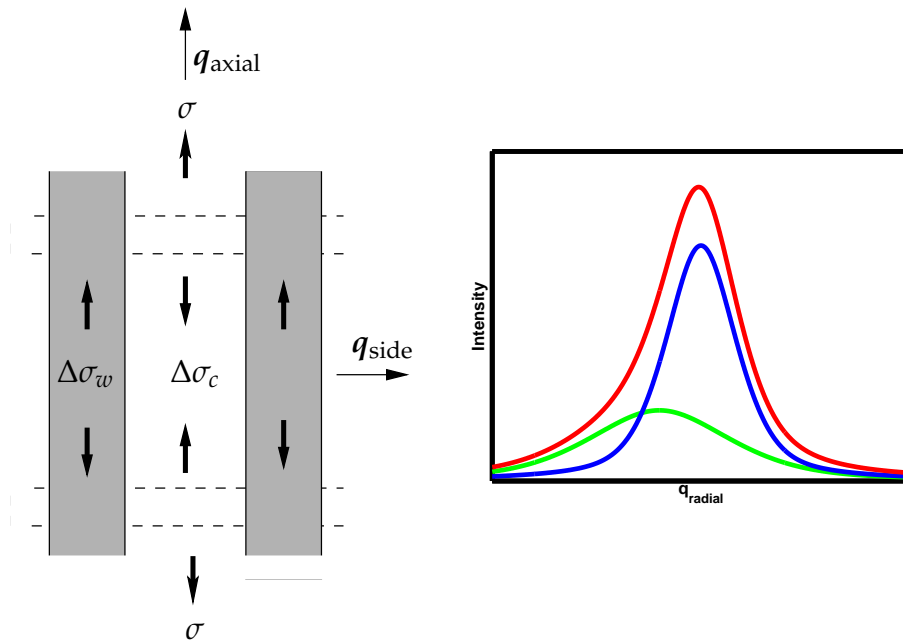 q_axial
σ
Δσ_w
Δσ_c
q_side
σ
Intensity
q_radial